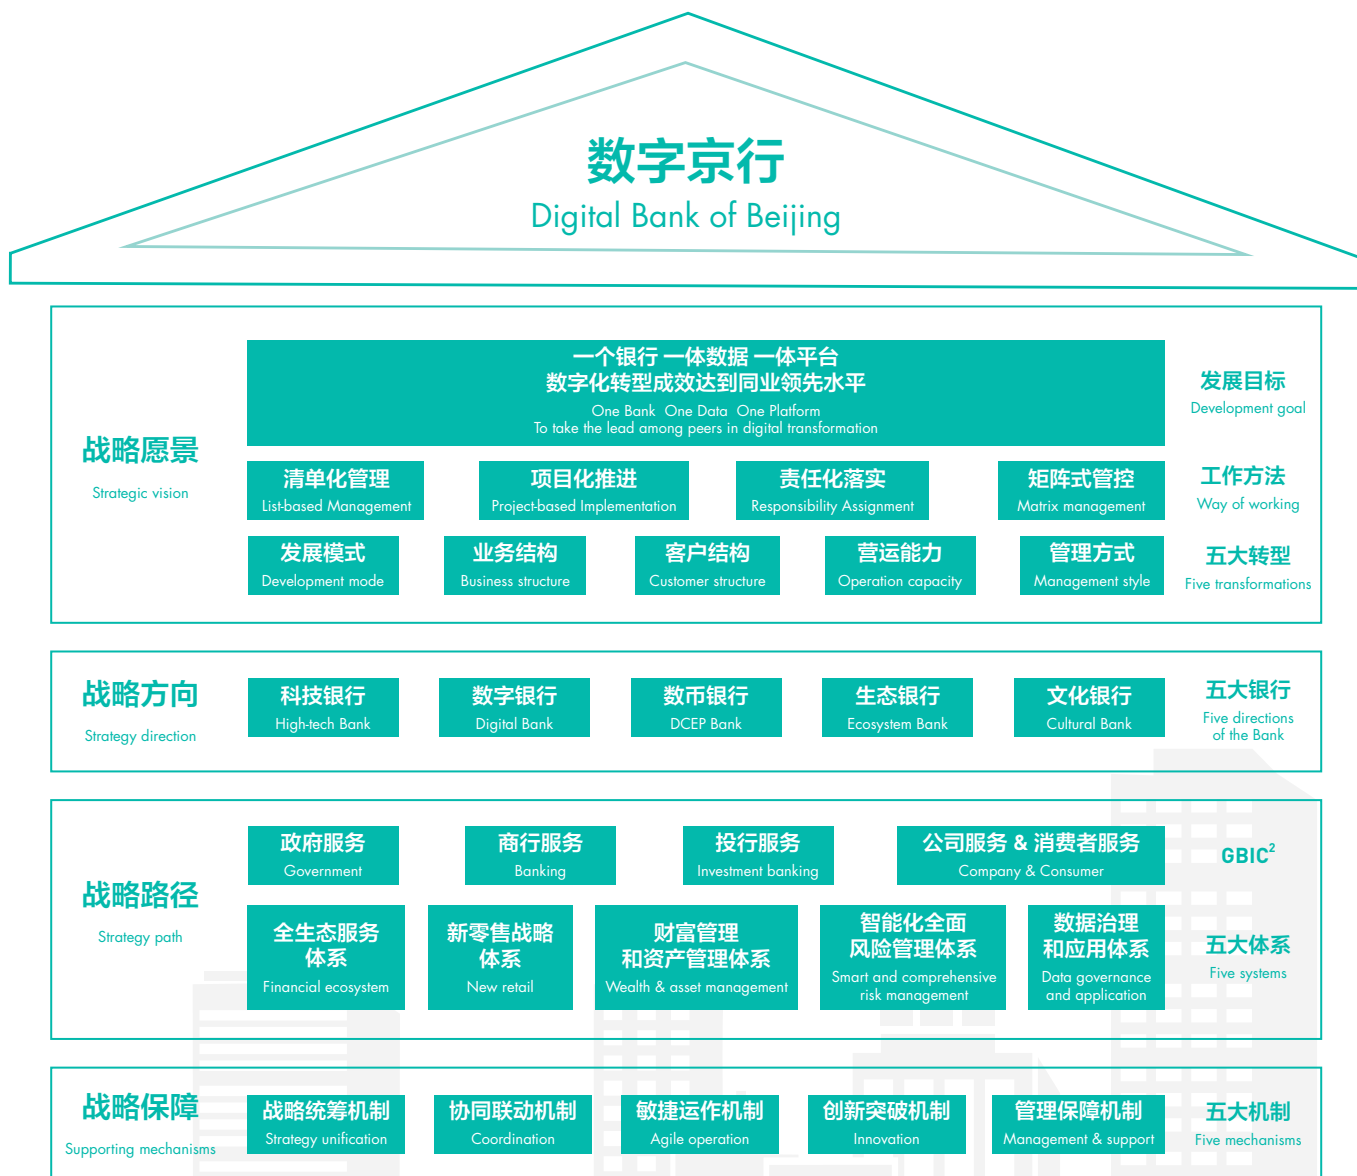 数字京行
Digital Bank of Beijing
战略愿景
Strategic vision
一个银行 一体数据 一体平台
数字化转型成效达到同业领先水平
One Bank One Data One Platform
To take the lead among peers in digital transformation
发展目标
Development goal
清单化管理
List-based Management
项目化推进
Project-based Implementation
责任化落实
Responsibility Assignment
矩阵式管控
Matrix management
工作方法
Way of working
发展模式
Development mode
业务结构
Business structure
客户结构
Customer structure
营运能力
Operation capacity
管理方式
Management style
五大转型
Five transformations
战略方向
Strategy direction
科技银行
High-tech Bank
数字银行
Digital Bank
数币银行
DCEP Bank
生态银行
Ecosystem Bank
文化银行
Cultural Bank
五大银行
Five directions
of the Bank
战略路径
Strategy path
政府服务
Government
商行服务
Banking
投行服务
Investment banking
公司服务 & 消费者服务
Company & Consumer
GBIC²
全生态服务
体系
Financial ecosystem
新零售战略
体系
New retail
财富管理
和资产管理体系
Wealth & asset management
智能化全面
风险管理体系
Smart and comprehensive
risk management
数据治理
和应用体系
Data governance
and application
五大体系
Five systems
战略保障
Supporting mechanisms
战略统筹机制
Strategy unification
协同联动机制
Coordination
敏捷运作机制
Agile operation
创新突破机制
Innovation
管理保障机制
Management & support
五大机制
Five mechanisms